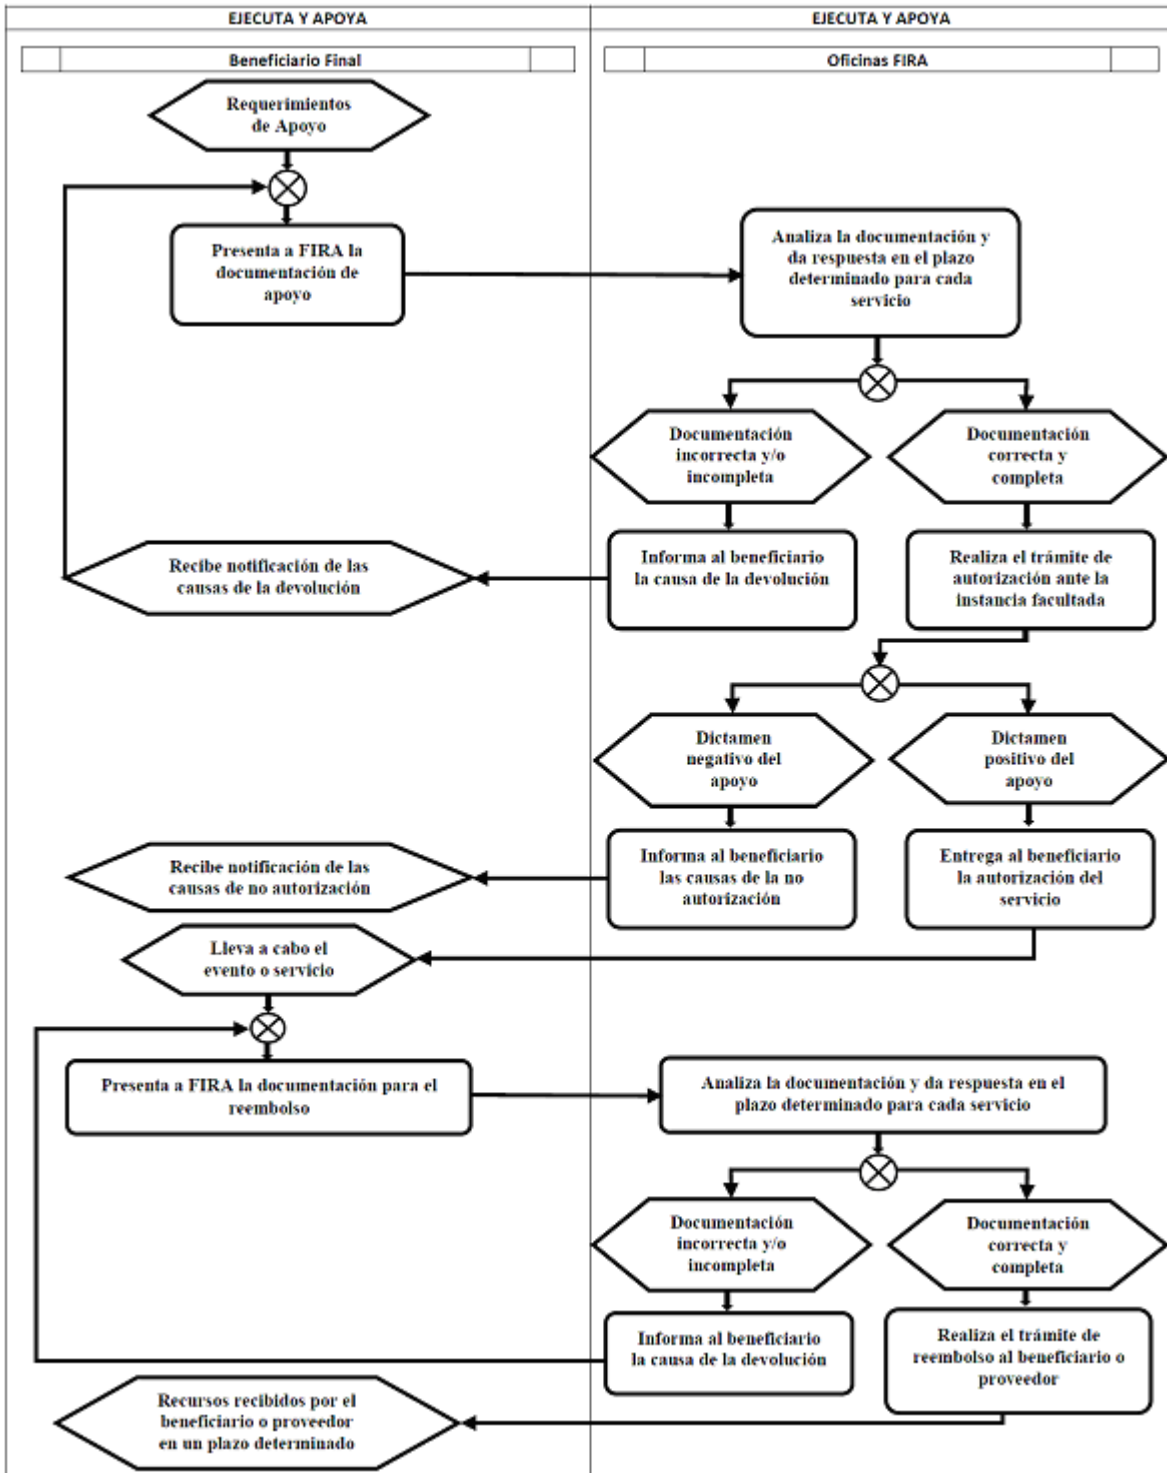 EJECUTA Y APOYA
EJECUTA Y APOYA
Beneficiario Final
Oficinas FIRA
Requerimientos
de Apoyo
Presenta a FIRA la
documentación de
apoyo
Analiza la documentación y
da respuesta en el plazo
determinado para cada
servicio
Documentación
incorrecta y/o
incompleta
Documentación
correcta y
completa
Recibe notificación de las
causas de la devolución
Informa al beneficiario
la causa de la devolución
Realiza el trámite de
autorización ante la
instancia facultada
Dictamen
negativo del
apoyo
Dictamen
positivo del
apoyo
Recibe notificación de las
causas de no autorización
Informa al beneficiario
las causas de la no
autorización
Entrega al beneficiario
la autorización del
servicio
Lleva a cabo el
evento o servicio
Presenta a FIRA la documentación para el
reembolso
Analiza la documentación y da respuesta en el
plazo determinado para cada servicio
Documentación
incorrecta y/o
incompleta
Documentación
correcta y
completa
Informa al beneficiario
la causa de la devolución
Realiza el trámite de
reembolso al beneficiario o
proveedor
Recursos recibidos por el
beneficiario o proveedor
en un plazo determinado